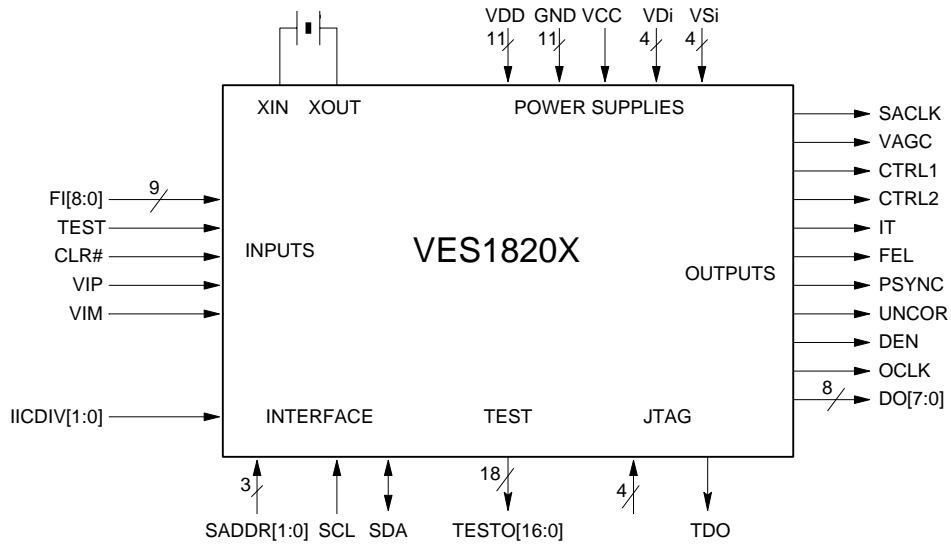 VDD GND VCC VDi VSi
11 11 4 4
XIN XOUT POWER SUPPLIES
SACLK
VAGC
CTRL1
FI[8:0] 9 CTRL2
TEST IT
CLR# INPUTS VES1820X FEL
VIP OUTPUTS PSYNC
VIM UNCOR
DEN
OCLK
8 DO[7:0]
IICDIV[1:0] INTERFACE TEST JTAG
3 18 4
SADDR[1:0] SCL SDA TESTO[16:0] TDO